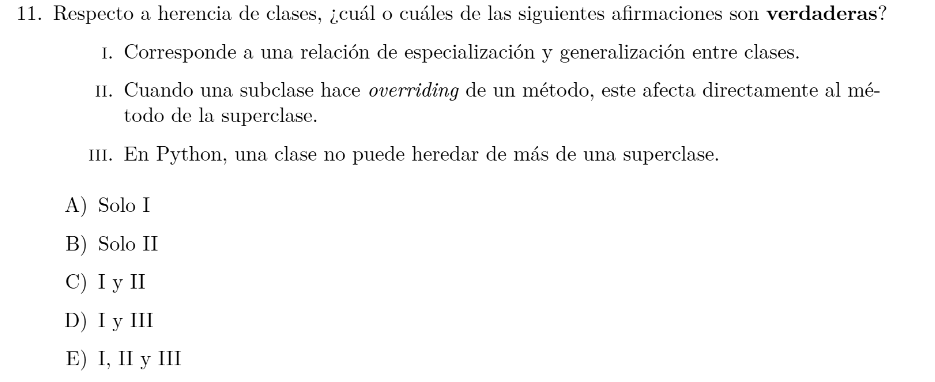 11. Respecto a herencia de clases, ¿cuál o cuáles de las siguientes afirmaciones son verdaderas?
I. Corresponde a una relación de especialización y generalización entre clases.
II. Cuando una subclase hace overriding de un método, este afecta directamente al mé-
todo de la superclase.
III. En Python, una clase no puede heredar de más de una superclase.
A) Solo I
B) Solo II
C) I y II
D) I y III
E) I, II y III